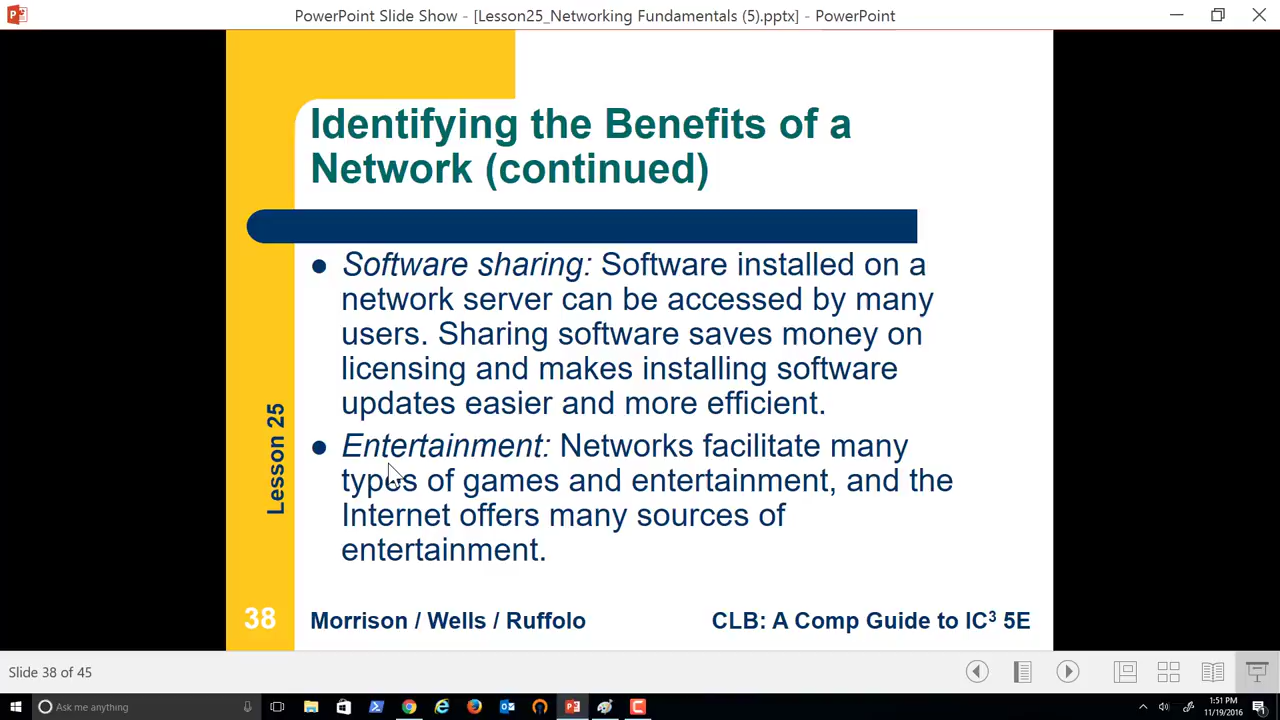 PowerPoint Slide Show - [Lesson25_Networking Fundamentals (5).pptx] - PowerPoint
Identifying the Benefits of a
Network (continued)
Software sharing: Software installed on a
network server can be accessed by many
users. Sharing software saves money on
licensing and makes installing software
updates easier and more efficient.
Entertainment: Networks facilitate many
types of games and entertainment, and the
Internet offers many sources of
entertainment.
Lesson 25
38
Morrison / Wells / Ruffolo
CLB: A Comp Guide to IC³ 5E
Slide 38 of 45
Ask me anything
1:51 PM
11/19/2016